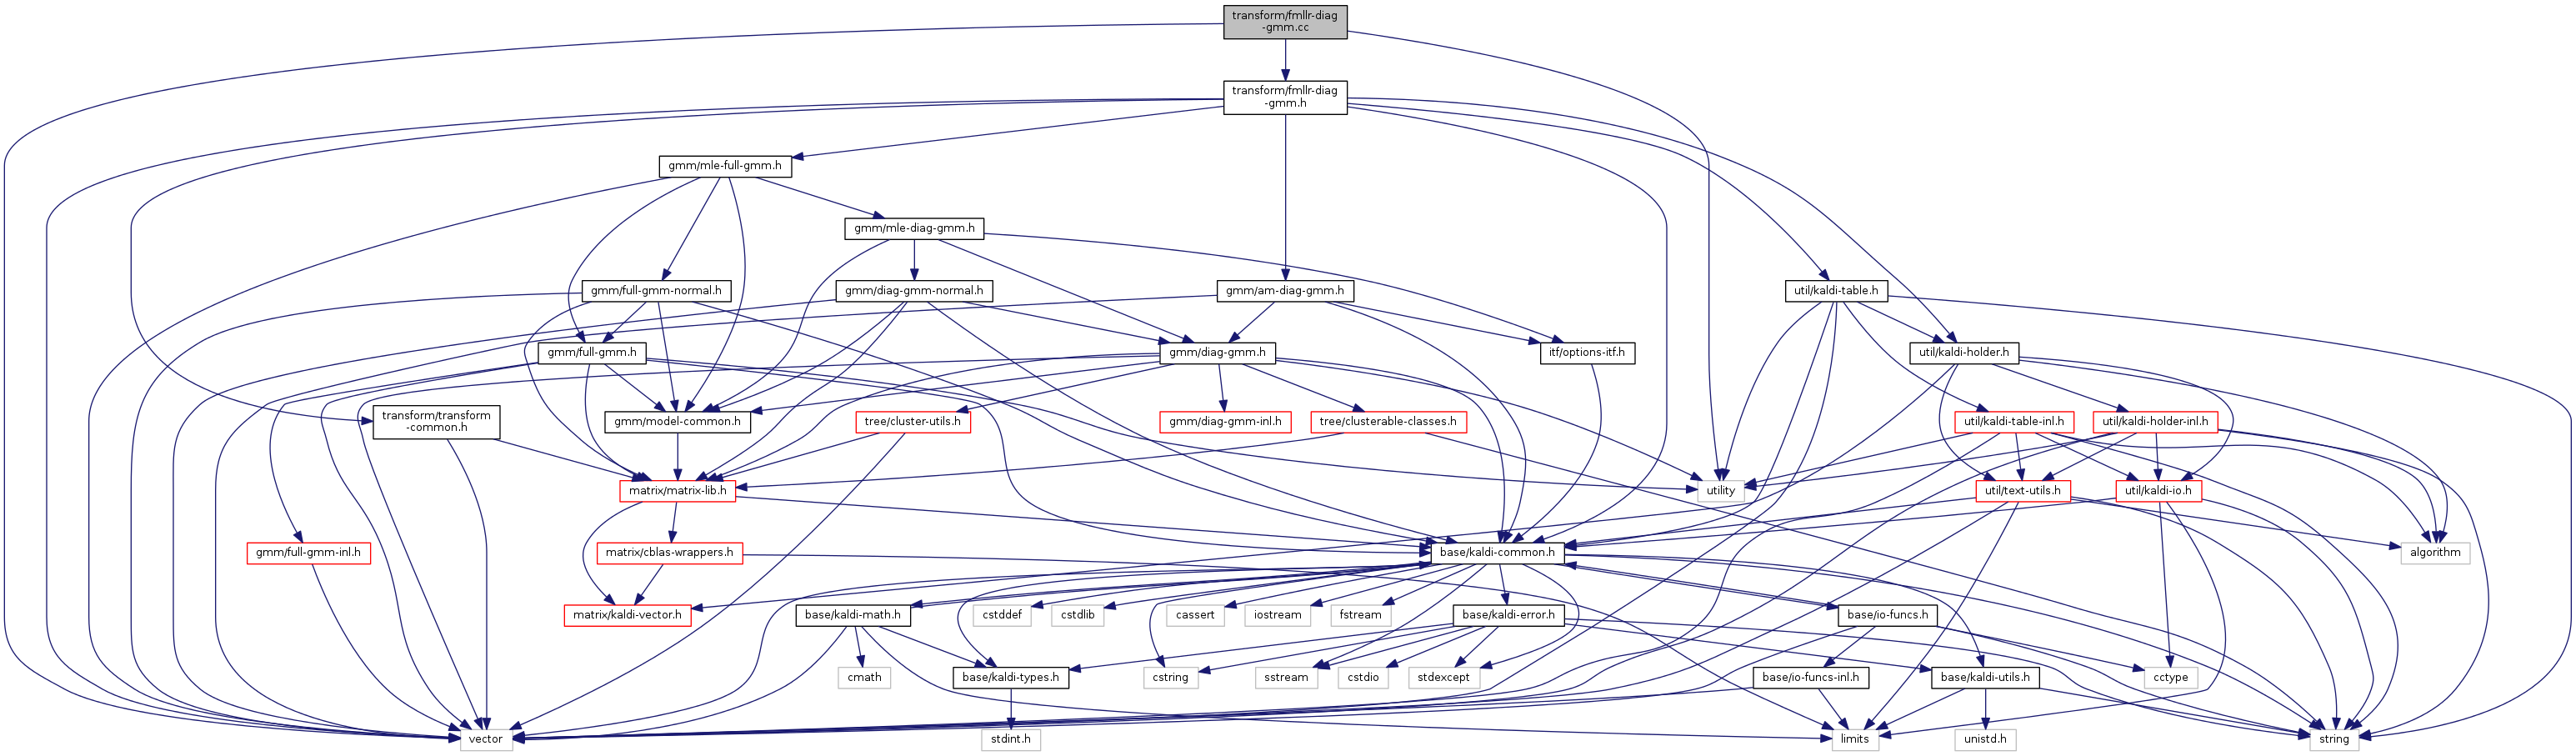 transform/fmllr-diag
-gmm.cc
transform/fmllr-diag
-gmm.h
gmm/mle-full-gmm.h
gmm/mle-diag-gmm.h
gmm/full-gmm-normal.h
gmm/diag-gmm-normal.h
gmm/am-diag-gmm.h
util/kaldi-table.h
gmm/full-gmm.h
gmm/diag-gmm.h
itf/options-itf.h
util/kaldi-holder.h
transform/transform
-common.h
gmm/model-common.h
tree/cluster-utils.h
gmm/diag-gmm-inl.h
tree/clusterable-classes.h
util/kaldi-table-inl.h
util/kaldi-holder-inl.h
matrix/matrix-lib.h
utility
util/text-utils.h
util/kaldi-io.h
gmm/full-gmm-inl.h
matrix/cblas-wrappers.h
base/kaldi-common.h
algorithm
matrix/kaldi-vector.h
base/kaldi-math.h
cstddef
cstdlib
cassert
iostream
fstream
base/kaldi-error.h
base/io-funcs.h
cmath
base/kaldi-types.h
cstring
sstream
cstdio
stdexcept
base/io-funcs-inl.h
base/kaldi-utils.h
cctype
vector
stdint.h
limits
unistd.h
string